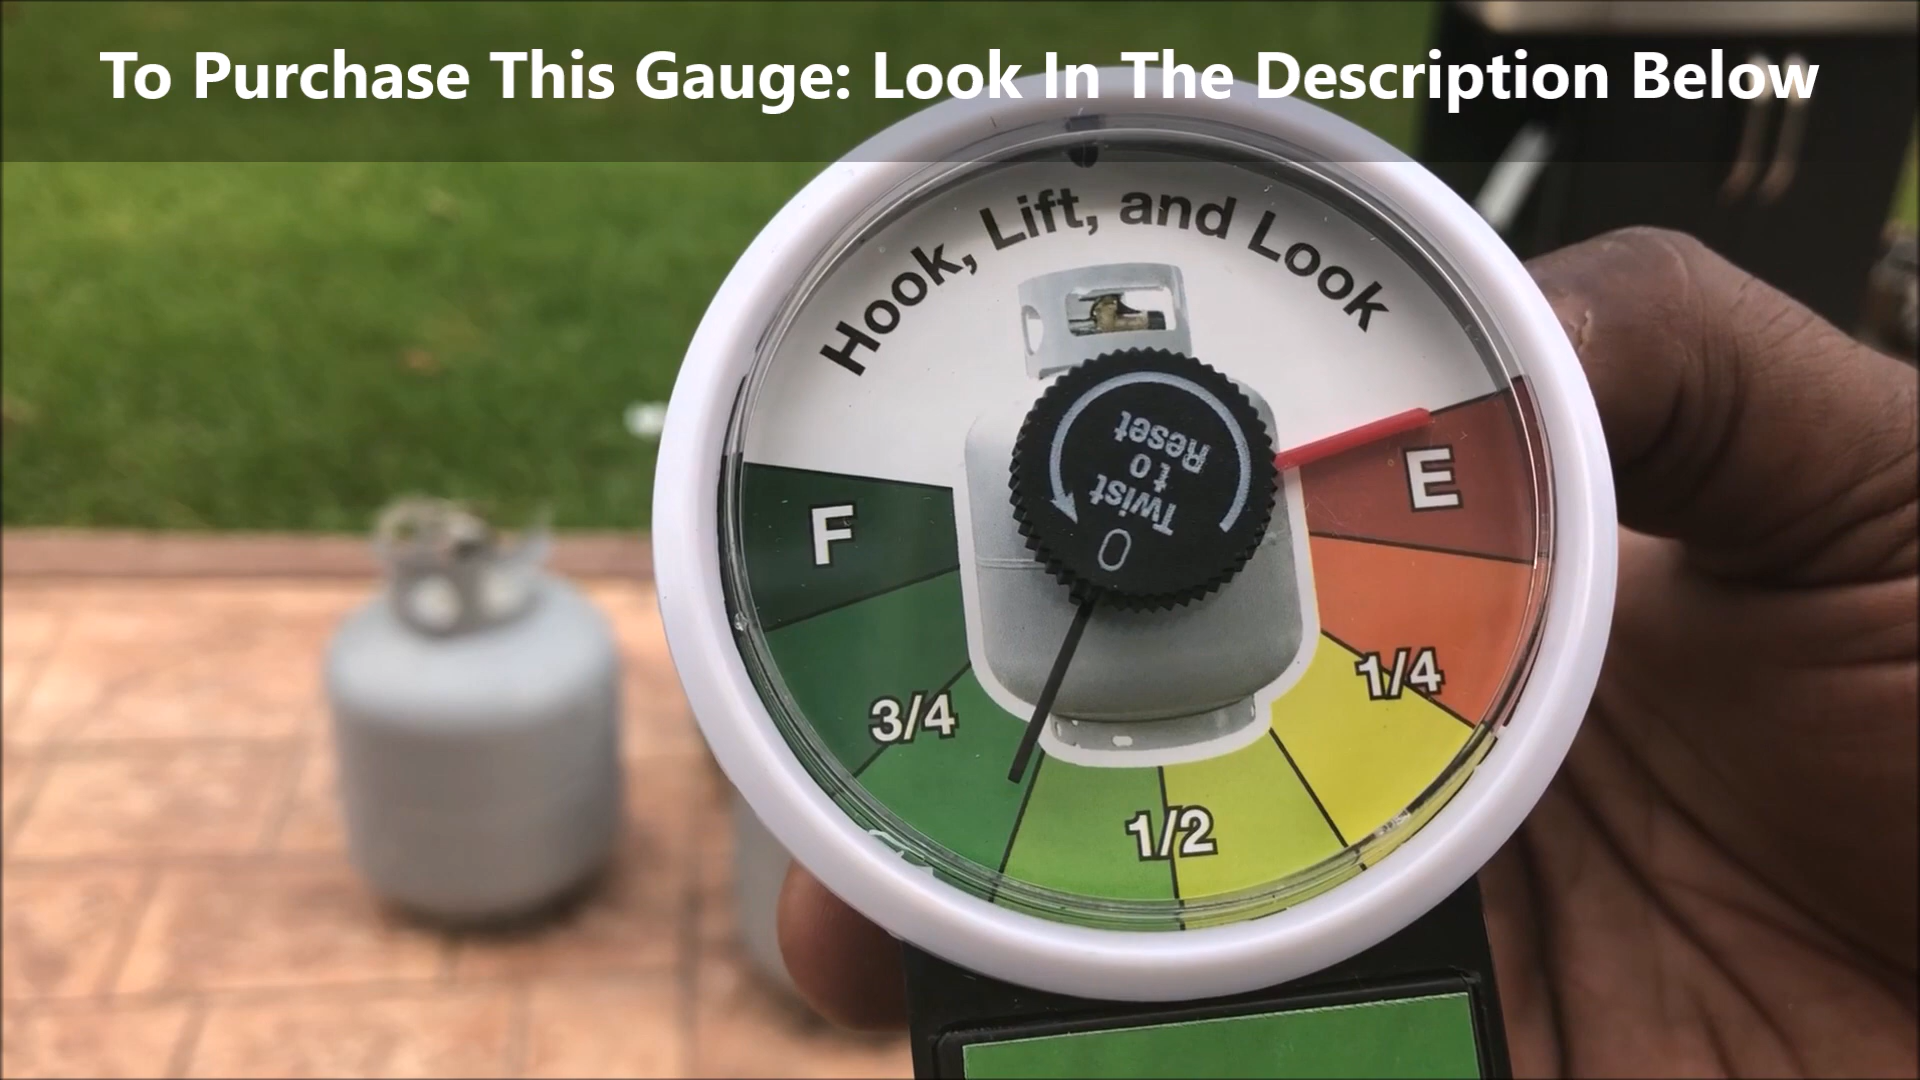 To Purchase This Gauge: Look In The Description Below
Hook, Lift, and Look
Twist
to
Reset
0
F
E
3/4
1/4
1/2